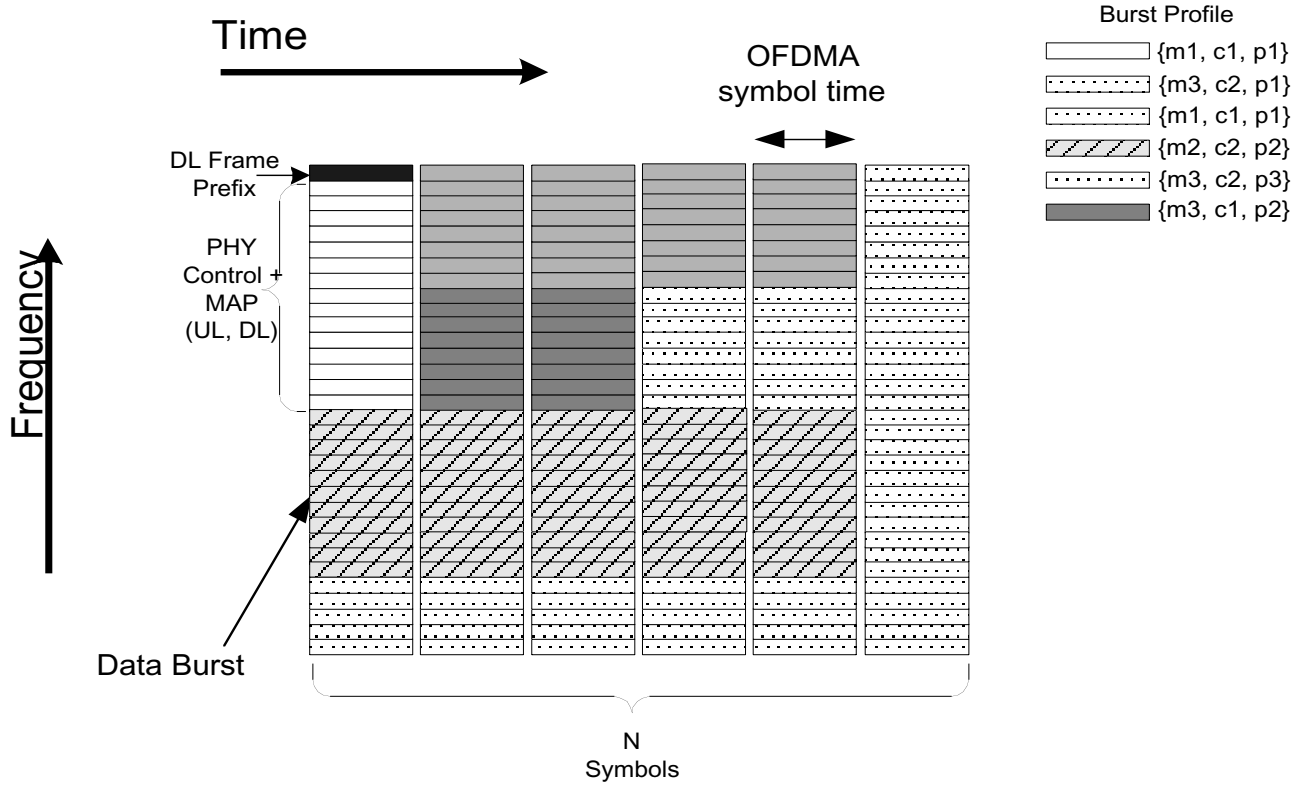 Time
OFDMA
symbol time
Burst Profile
{m1, c1, p1}
{m3, c2, p1}
{m1, c1, p1}
{m2, c2, p2}
{m3, c2, p3}
{m3, c1, p2}
DL Frame
Prefix
PHY
Control +
MAP
(UL, DL)
Frequency
Data Burst
N
Symbols